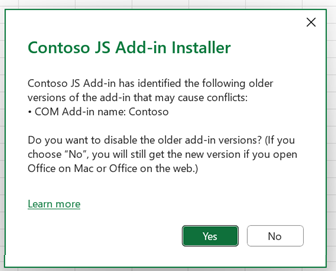 Contoso JS Add-in Installer
Contoso JS Add-in has identified the following older
versions of the add-in that may cause conflicts:
• COM Add-in name: Contoso
Do you want to disable the older add-in versions? (If you
choose “No”, you will still get the new version if you open
Office on Mac or Office on the web.)
Learn more
Yes
No